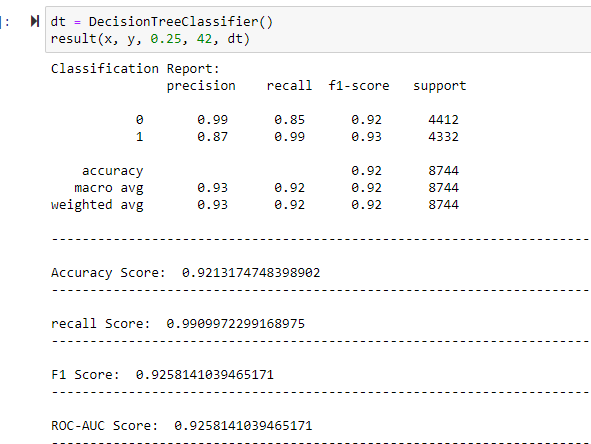 ]:
dt = DecisionTreeClassifier()
result(x, y, 0.25, 42, dt)
Classification Report:
precision recall f1-score support
0 0.99 0.85 0.92 4412
1 0.87 0.99 0.93 4332
accuracy 0.92 8744
macro avg 0.93 0.92 0.92 8744
weighted avg 0.93 0.92 0.92 8744
--------------------------------------------------------------------
Accuracy Score: 0.9213174748398902
--------------------------------------------------------------------
recall Score: 0.9909972299168975
--------------------------------------------------------------------
F1 Score: 0.9258141039465171
--------------------------------------------------------------------
ROC-AUC Score: 0.9258141039465171
--------------------------------------------------------------------